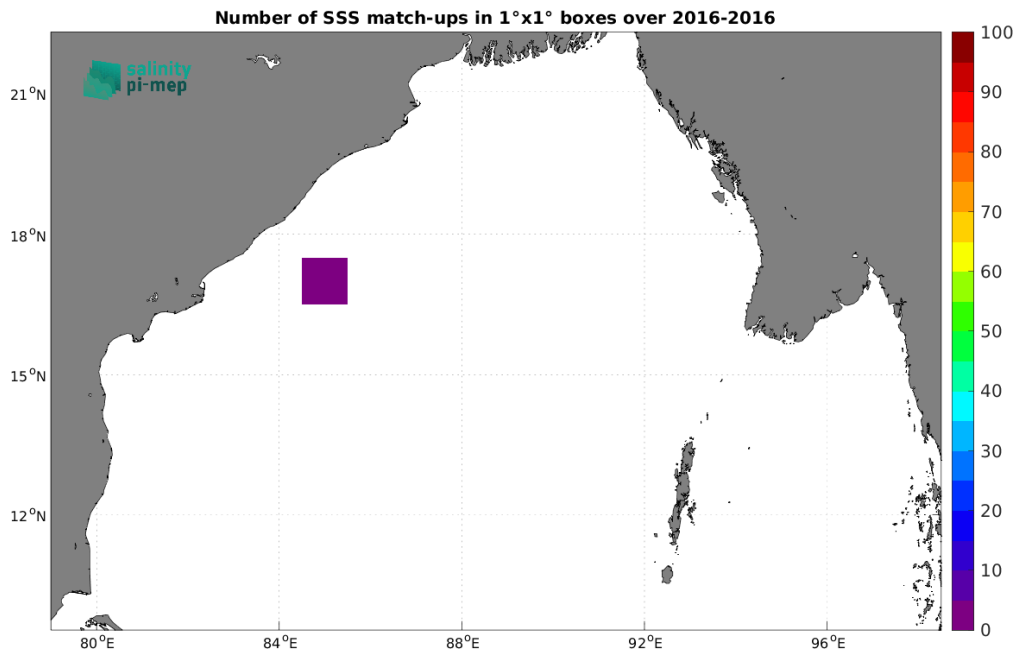 Number of SSS match-ups in 1°x1° boxes over 2016-2016
salinity
pi-mep
21°N
18°N
15°N
12°N
80°E 84°E 88°E 92°E 96°E
100
90
80
70
60
50
40
30
20
10
0